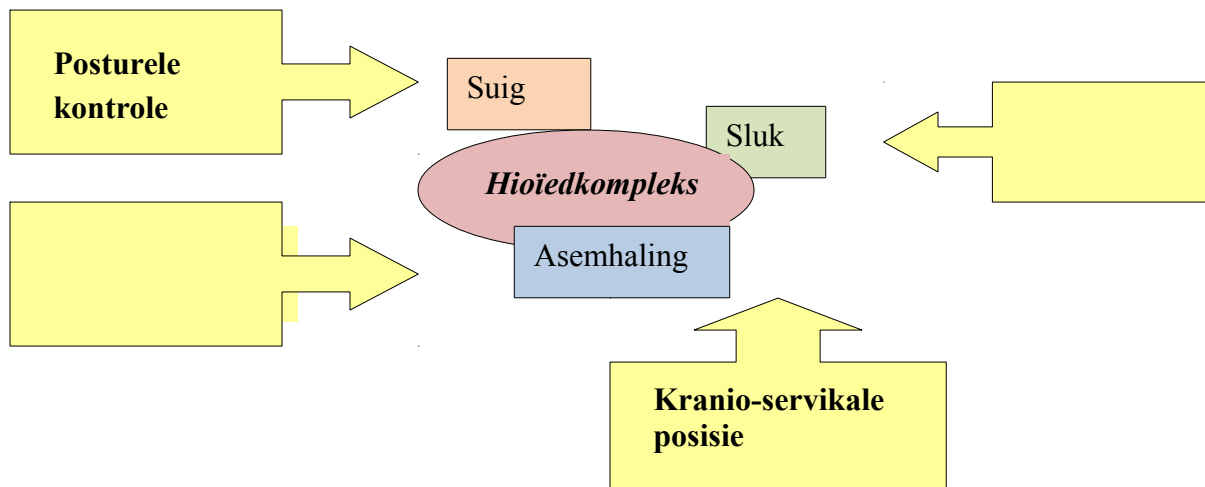 Posturele
kontrole
Suig
Sluk
Hioïedkompleks
Asemhaling
Kranio-servikale
posisie